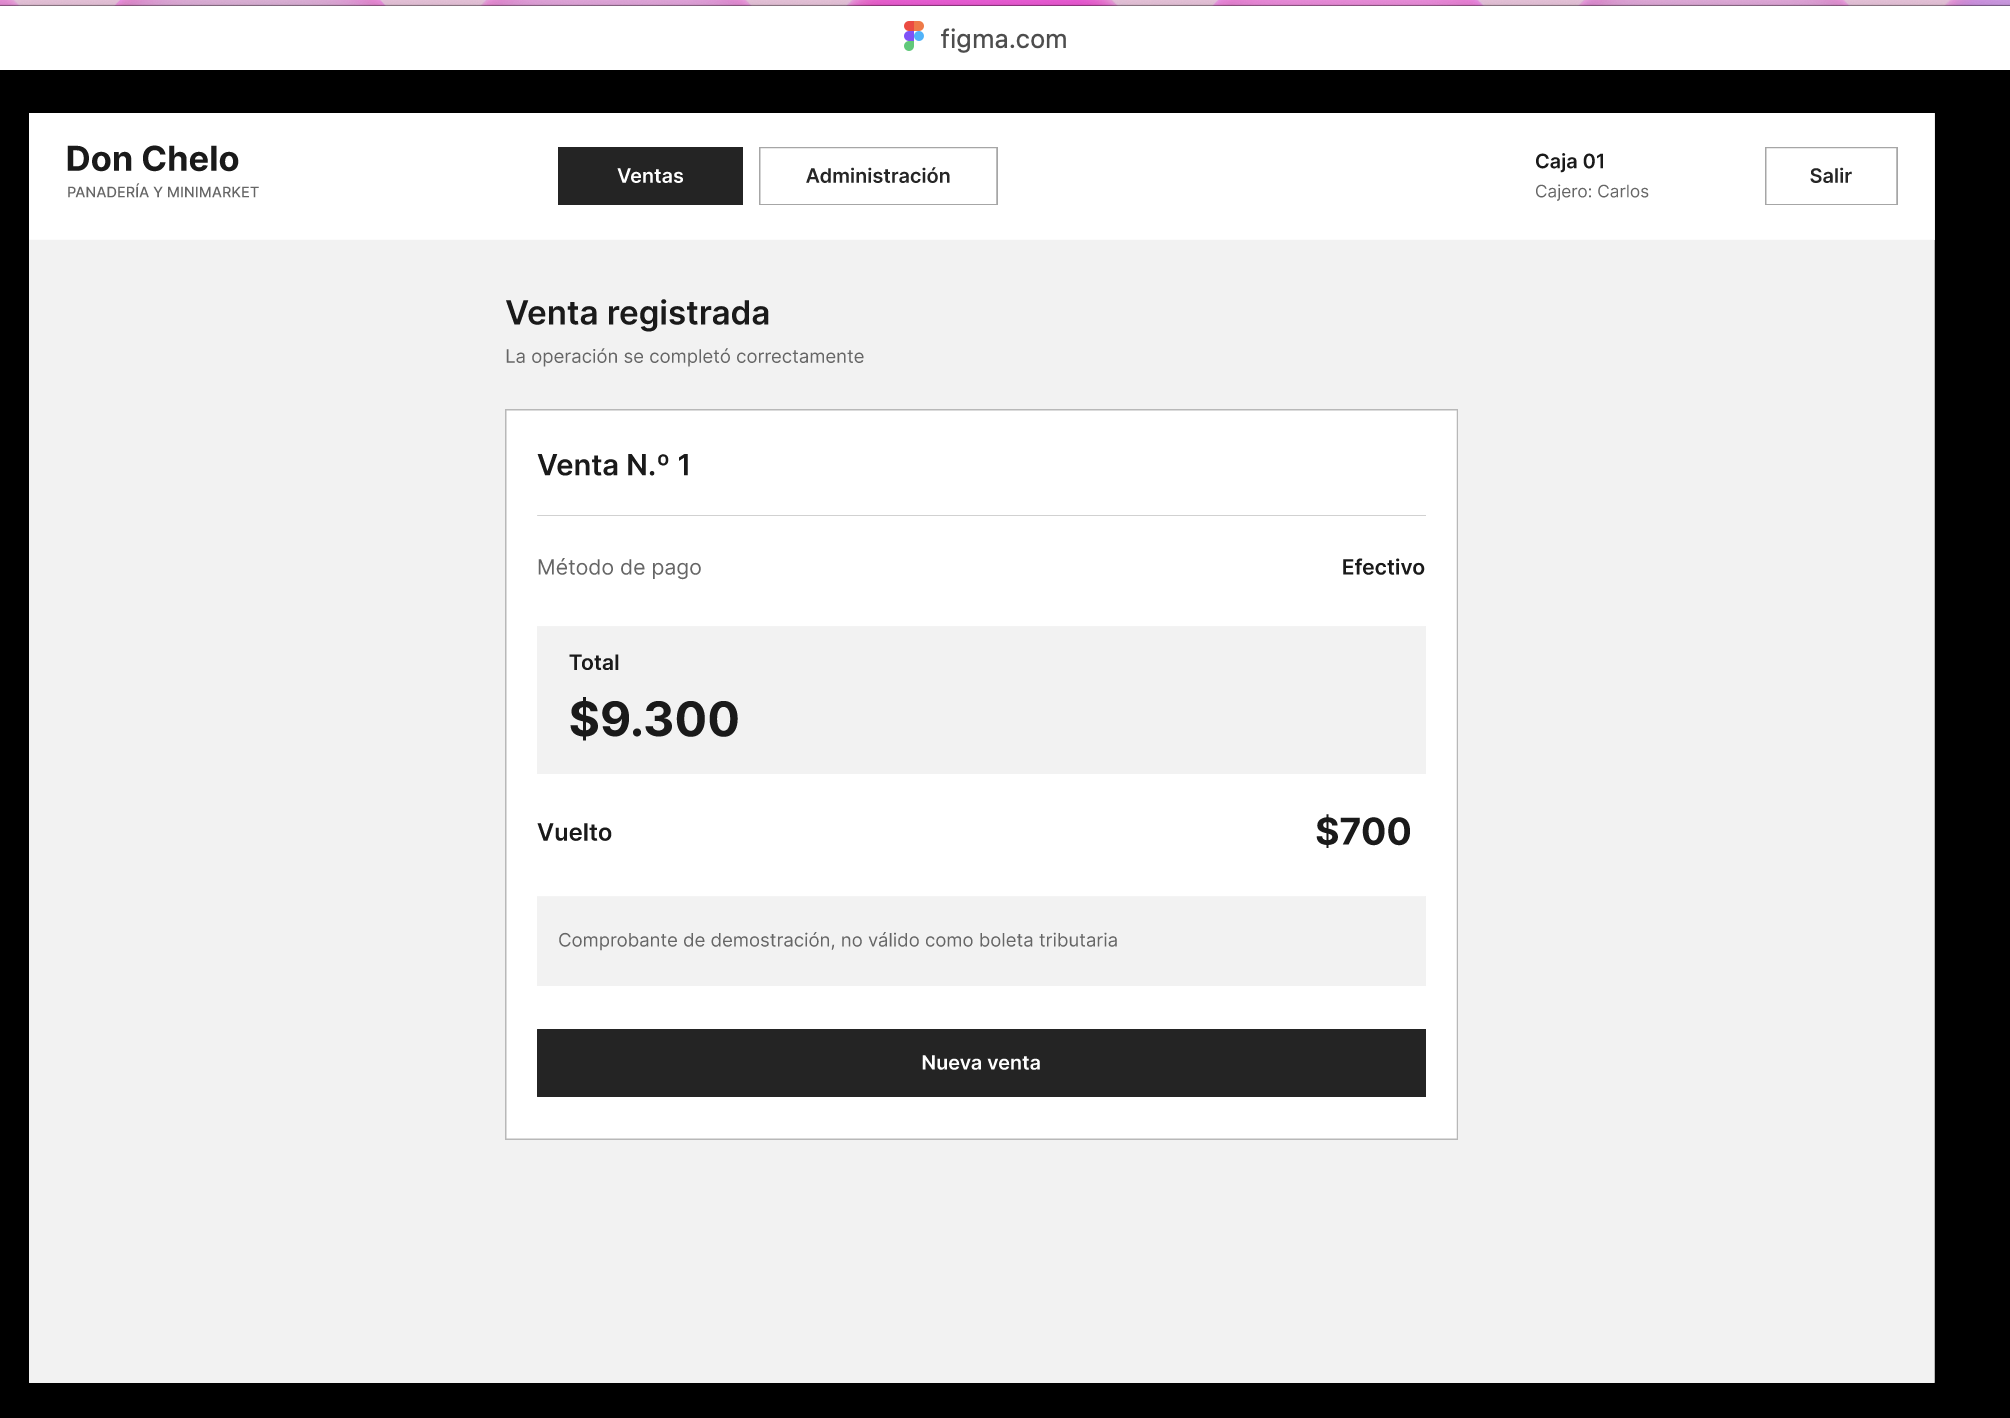 figma.com
Don Chelo
PANADERÍA Y MINIMARKET
Ventas
Administración
Caja 01
Cajero: Carlos
Salir
Venta registrada
La operación se completó correctamente
Venta N.º 1
Método de pago
Efectivo
Total
$9.300
Vuelto
$700
Comprobante de demostración, no válido como boleta tributaria
Nueva venta